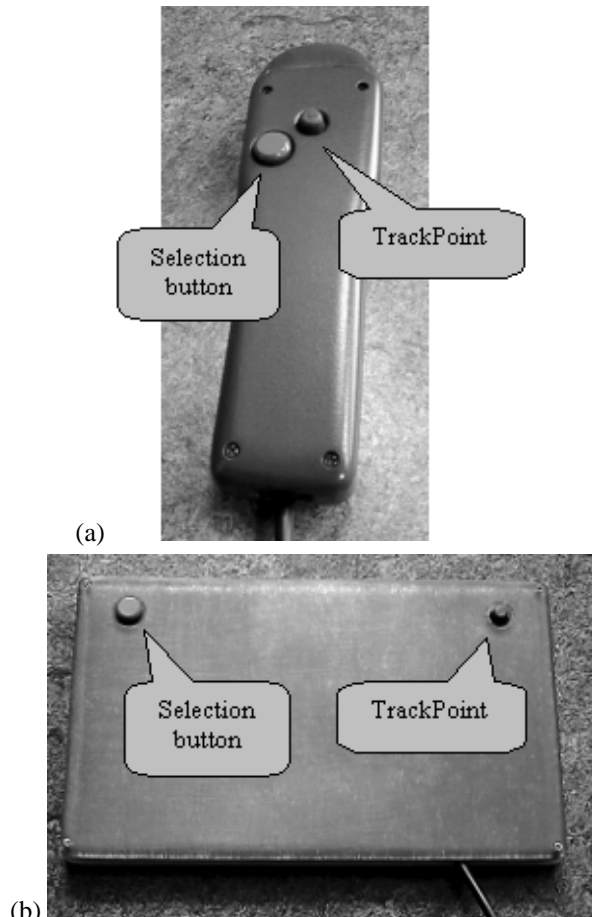 Selection
button
TrackPoint
(a)
Selection
button
TrackPoint
(b)